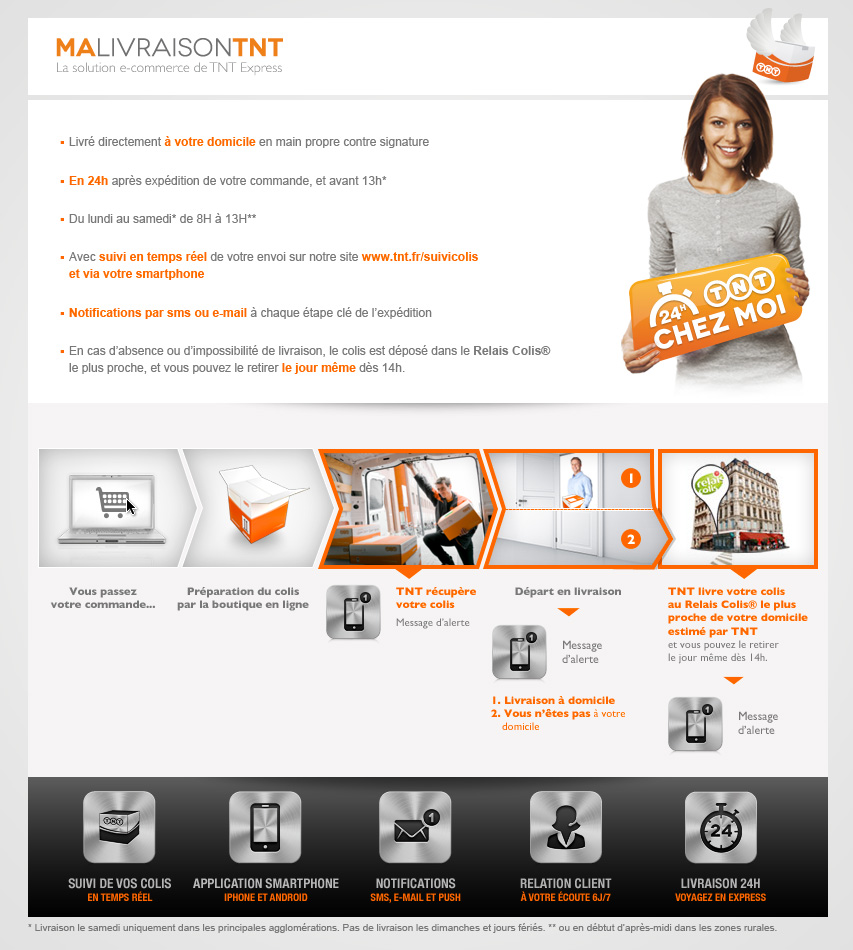 MALIVRAISONTNT
La solution e-commerce de TNT Express
TNT
Livré directement à votre domicile en main propre contre signature
En 24h après expédition de votre commande, et avant 13h*
Du lundi au samedi* de 8H à 13H**
Avec suivi en temps réel de votre envoi sur notre site www.tnt.fr/suivicolis
et via votre smartphone
Notifications par sms ou e-mail à chaque étape clé de l'expédition
En cas d'absence ou d'impossibilité de livraison, le colis est déposé dans le Relais Colis®
le plus proche, et vous pouvez le retirer le jour même dès 14h.
24H TNT
CHEZ MOI
1
2
relais
colis
Vous passez
votre commande...
Préparation du colis
par la boutique en ligne
1
TNT récupère
votre colis
Message d'alerte
Départ en livraison
1
Message
d'alerte
1. Livraison à domicile
2. Vous n'êtes pas à votre
domicile
TNT livre votre colis
au Relais Colis® le plus
proche de votre domicile
estimé par TNT
et vous pouvez le retirer
le jour même dès 14h.
1
Message
d'alerte
TNT
1
24
SUIVI DE VOS COLIS
EN TEMPS RÉEL
APPLICATION SMARTPHONE
IPHONE ET ANDROID
NOTIFICATIONS
SMS, E-MAIL ET PUSH
RELATION CLIENT
À VOTRE ÉCOUTE 6J/7
LIVRAISON 24H
VOYAGEZ EN EXPRESS
* Livraison le samedi uniquement dans les principales agglomérations. Pas de livraison les dimanches et jours fériés. ** ou en débtut d'après-midi dans les zones rurales.